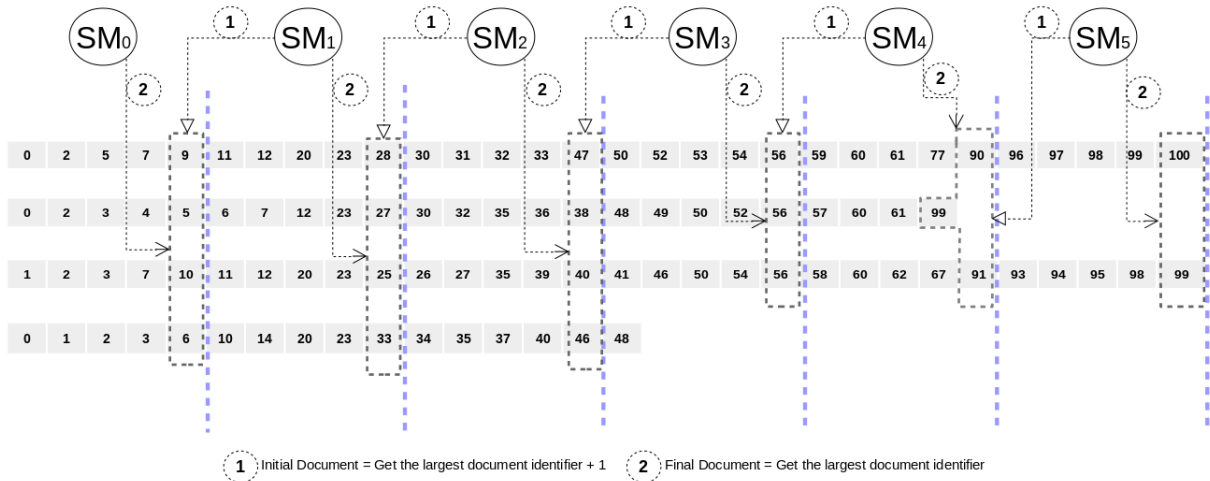 1 1 1 1 1
SM0 SM1 SM2 SM3 SM4 SM5
2 2 2 2 2 2
0 2 5 7 9 11 12 20 23 28 30 31 32 33 47 50 52 53 54 56 59 60 61 77 90 96 97 98 99 100
0 2 3 4 5 6 7 12 23 27 30 32 35 36 38 48 49 50 52 56 57 60 61 99
1 2 3 7 10 11 12 20 23 25 26 27 35 39 40 41 46 50 54 56 58 60 62 67 91 93 94 95 98 99
0 1 2 3 6 10 14 20 23 33 34 35 37 40 46 48
1 Initial Document = Get the largest document identifier + 1 2 Final Document = Get the largest document identifier